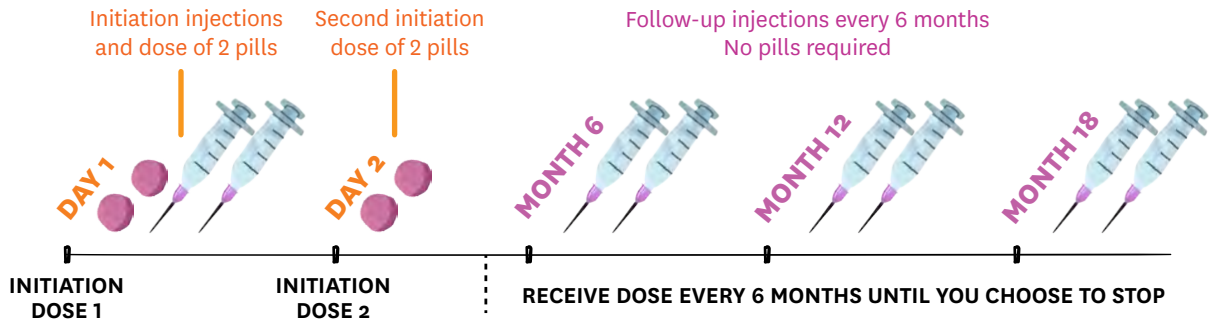 Initiation injections
and dose of 2 pills
Second initiation
dose of 2 pills
Follow-up injections every 6 months
No pills required
DAY 1
DAY 2
MONTH 6
MONTH 12
MONTH 18
INITIATION
DOSE 1
INITIATION
DOSE 2
RECEIVE DOSE EVERY 6 MONTHS UNTIL YOU CHOOSE TO STOP